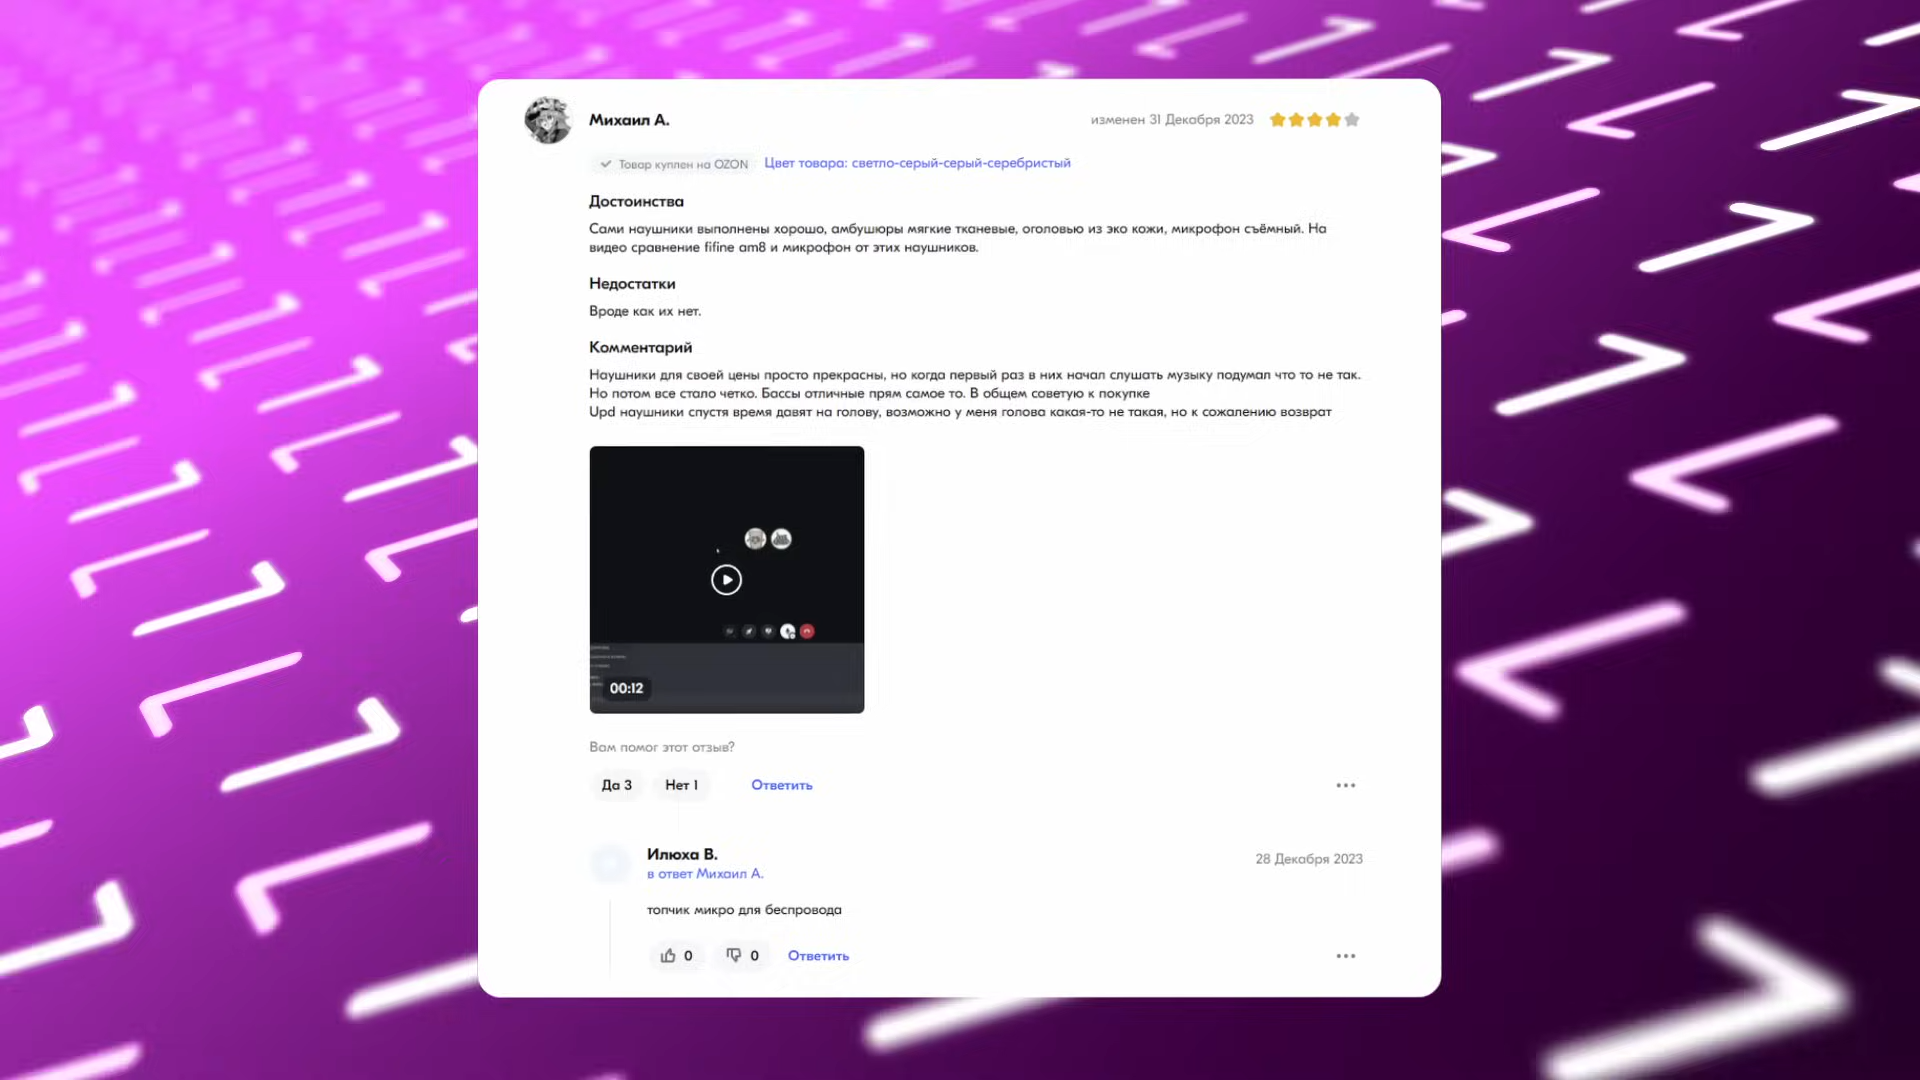 Михаил А.
изменен 31 Декабря 2023
Товар куплен на OZON
Цвет товара: светло-серый-серый-серебристый
Достоинства
Сами наушники выполнены хорошо, амбушюры мягкие тканевые, оголовью из эко кожи, микрофон съёмный. На
видео сравнение fifine am8 и микрофон от этих наушников.
Недостатки
Вроде как их нет.
Комментарий
Наушники для своей цены просто прекрасны, но когда первый раз в них начал слушать музыку подумал что то не так.
Но потом все стало четко. Бассы отличные прям самое то. В общем советую к покупке
Upd наушники спустя время давят на голову, возможно у меня голова какая-то не такая, но к сожалению возврат
00:12
Вам помог этот отзыв?
Да 3
Нет 1
Ответить
Илюха В.
28 Декабря 2023
в ответ Михаил А.
топчик микро для беспровода
0
0
Ответить